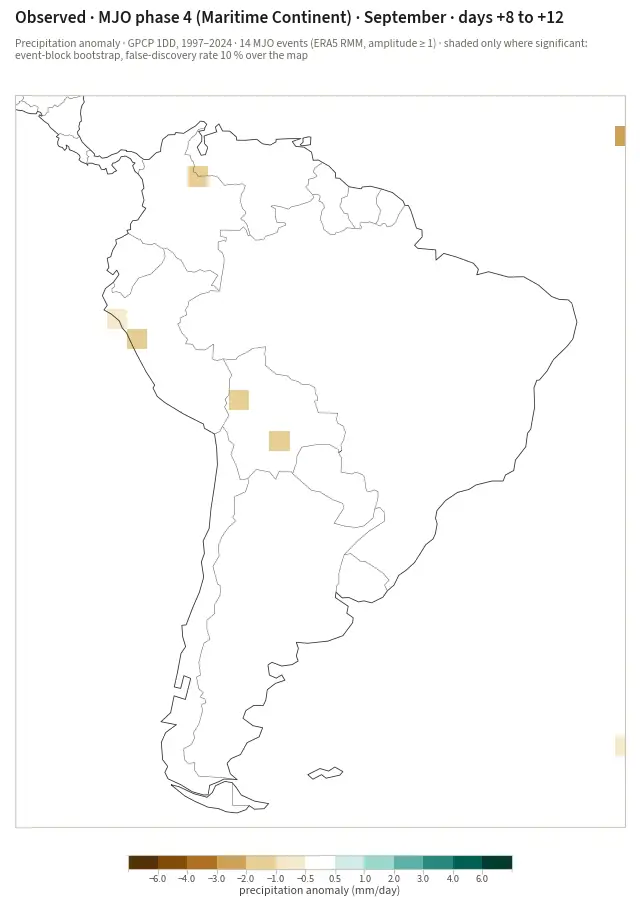 Observed · MJO phase 4 (Maritime Continent) · September · days +8 to +12
Precipitation anomaly · GPCP 1DD, 1997–2024 · 14 MJO events (ERA5 RMM, amplitude ≥ 1) · shaded only where significant:
event-block bootstrap, false-discovery rate 10 % over the map
−6.0 −4.0 −3.0 −2.0 −1.0 −0.5 0.5 1.0 2.0 3.0 4.0 6.0
precipitation anomaly (mm/day)